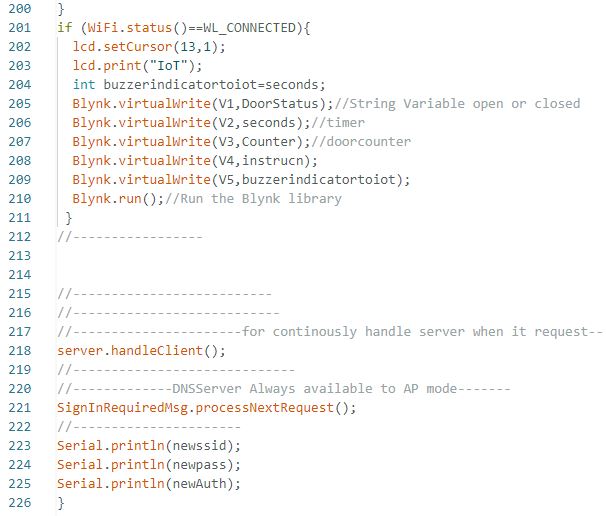 200 }
201 if (WiFi.status()==WL_CONNECTED){
202 lcd.setCursor(13,1);
203 lcd.print("IoT");
204 int buzzerindicatortoiot=seconds;
205 Blynk.virtualWrite(V1,DoorStatus);//String Variable open or closed
206 Blynk.virtualWrite(V2,seconds);//timer
207 Blynk.virtualWrite(V3,Counter);//doorcounter
208 Blynk.virtualWrite(V4,instrucn);
209 Blynk.virtualWrite(V5,buzzerindicatortoiot);
210 Blynk.run();//Run the Blynk library
211 }
212 //-----------------
213
214
215 //--------------------------
216 //---------------------------
217 //----------------------for continously handle server when it request--
218 server.handleClient();
219 //-----------------------------
220 //-------------DNSServer Always available to AP mode-------
221 SignInRequiredMsg.processNextRequest();
222 //----------------------
223 Serial.println(newssid);
224 Serial.println(newpass);
225 Serial.println(newAuth);
226 }